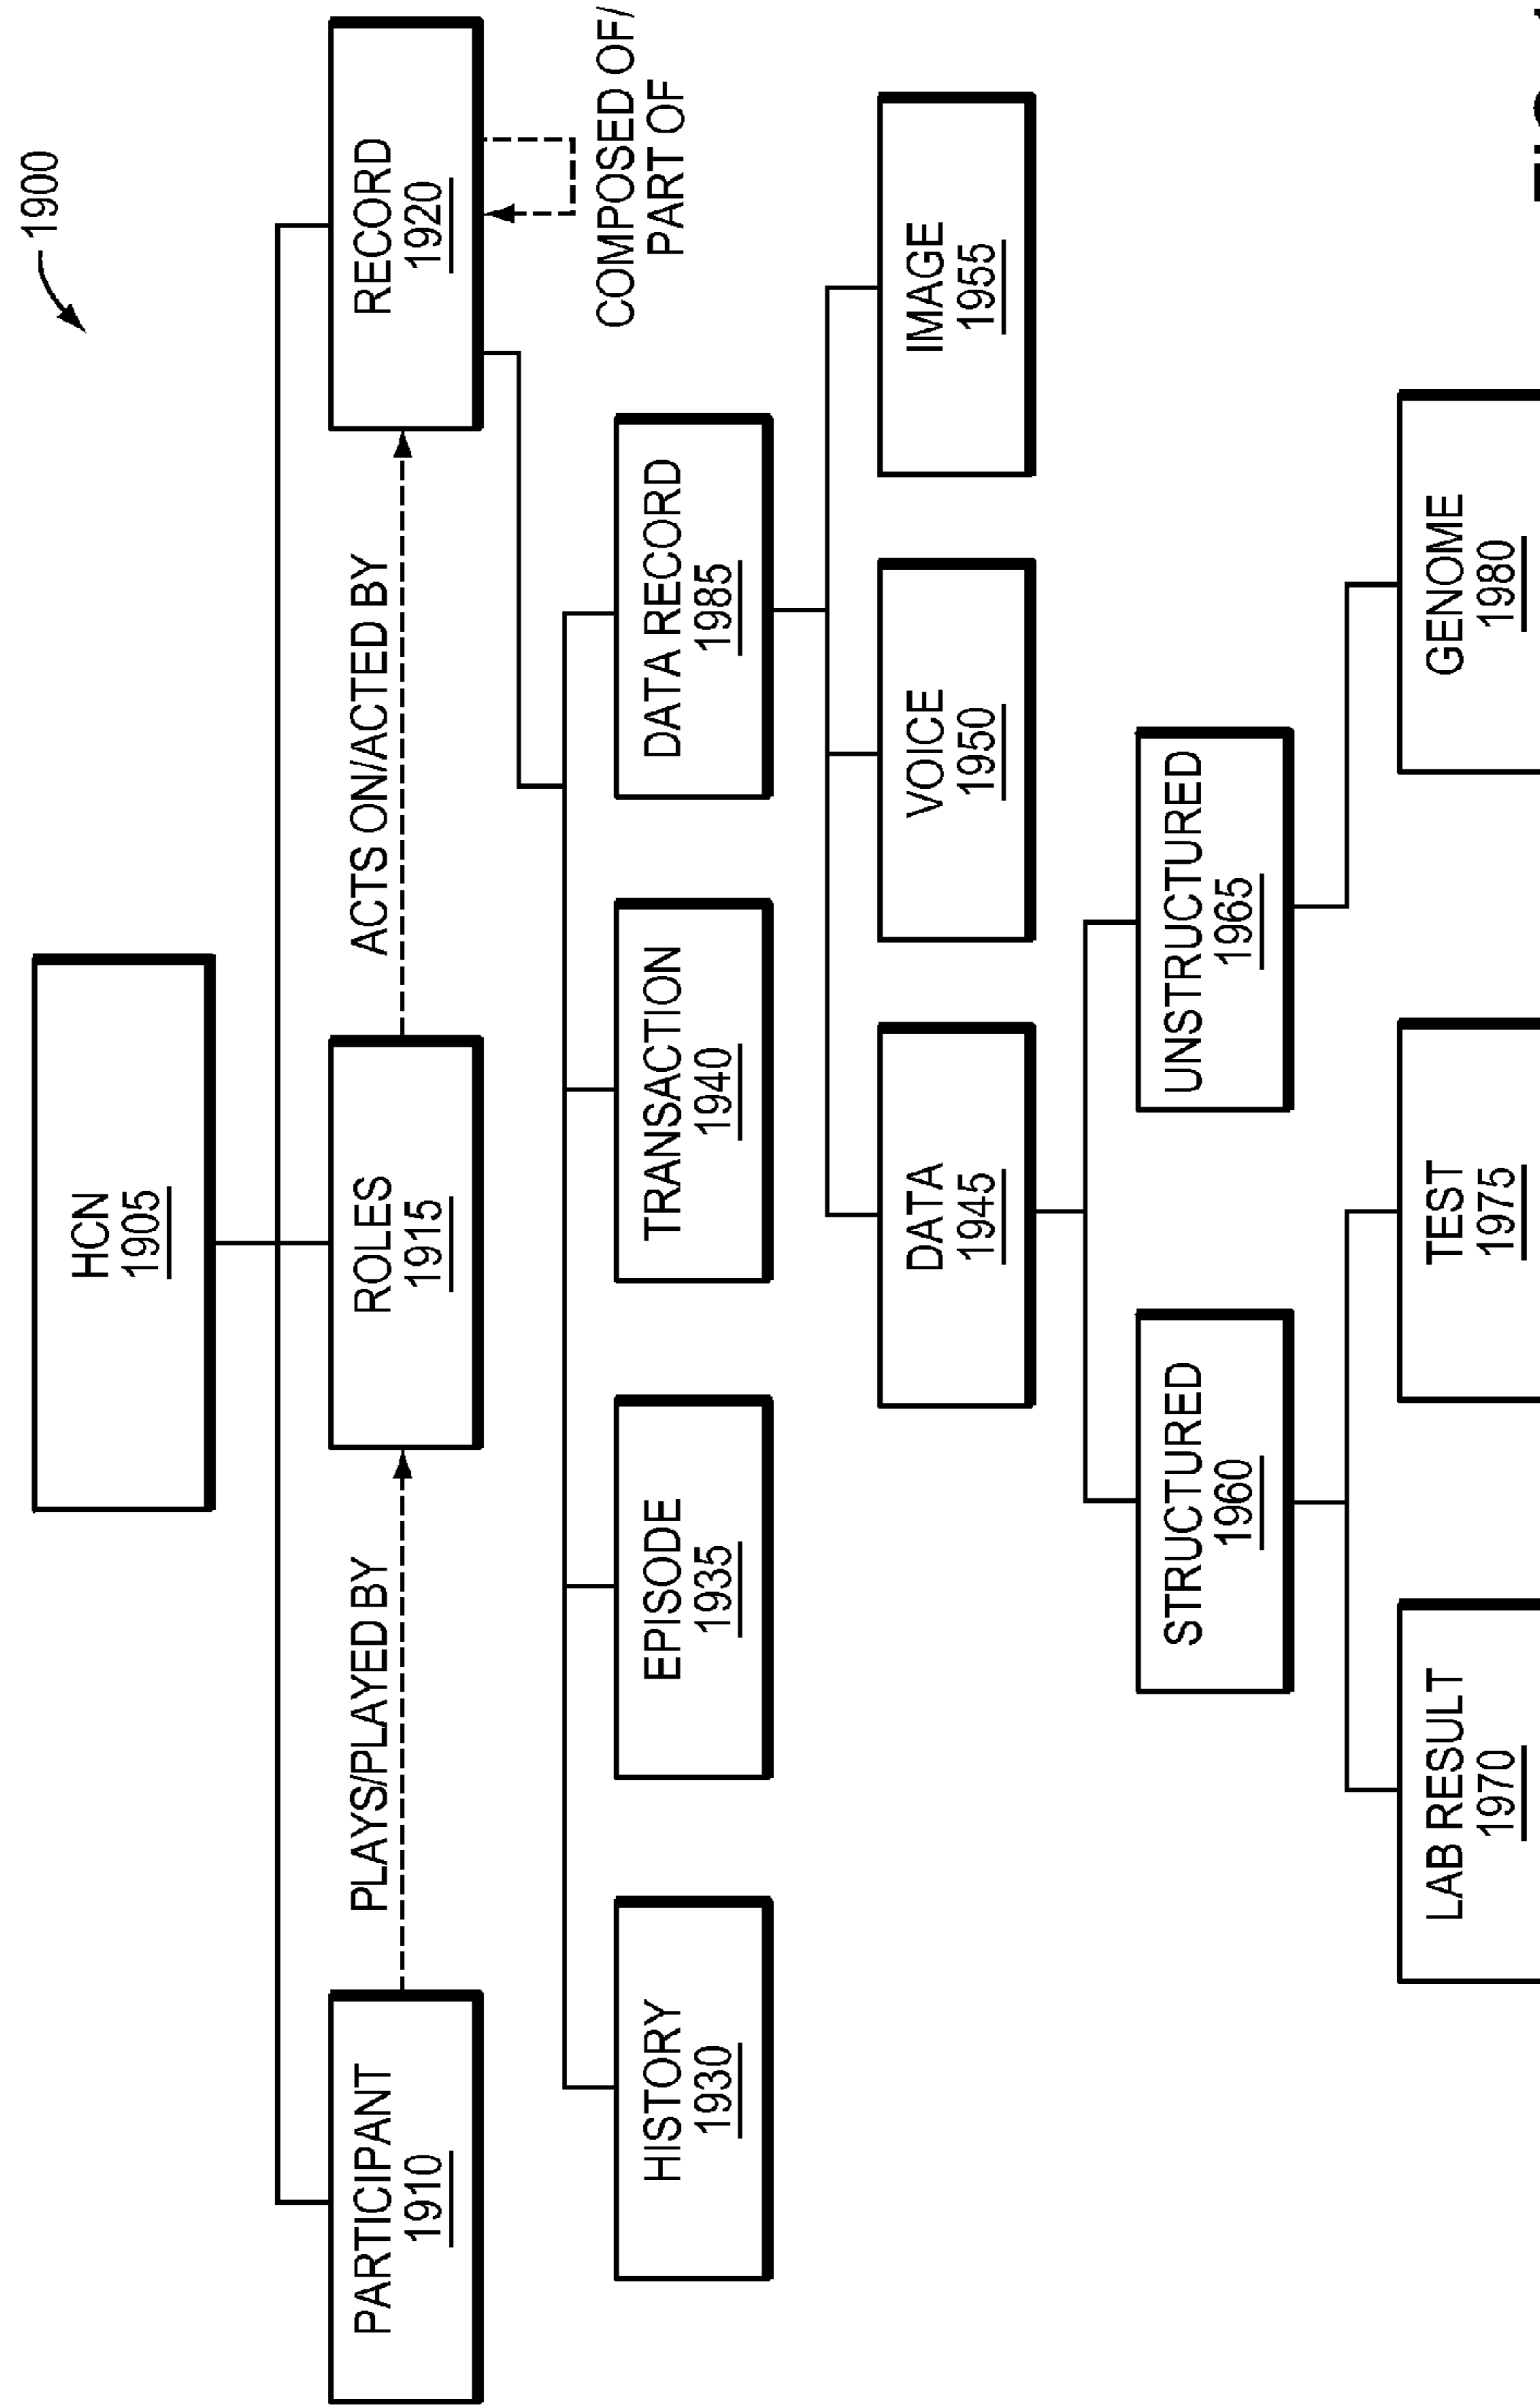 1900
HCN
1905
PARTICIPANT
1910
PLAYS/PLAYED BY
ROLES
1915
ACTS ON/ACTED BY
RECORD
1920
COMPOSED OF/
PART OF
HISTORY
1930
EPISODE
1935
TRANSACTION
1940
DATA RECORD
1985
DATA
1945
VOICE
1950
IMAGE
1955
STRUCTURED
1960
UNSTRUCTURED
1965
LAB RESULT
1970
TEST
1975
GENOME
1980